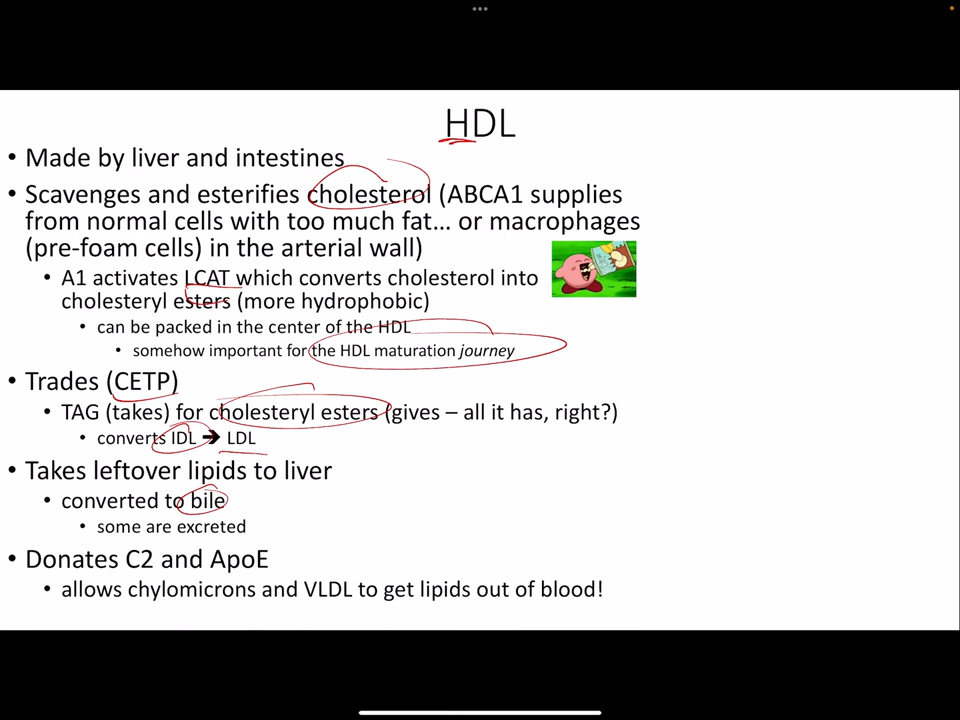 HDL
• Made by liver and intestines
• Scavenges and esterifies cholesterol (ABCA1 supplies
from normal cells with too much fat… or macrophages
(pre-foam cells) in the arterial wall)
• A1 activates LCAT which converts cholesterol into
cholesteryl esters (more hydrophobic)
• can be packed in the center of the HDL
• somehow important for the HDL maturation journey
• Trades (CETP)
• TAG (takes) for cholesteryl esters (gives – all it has, right?)
• converts IDL → LDL
• Takes leftover lipids to liver
• converted to bile
• some are excreted
• Donates C2 and ApoE
• allows chylomicrons and VLDL to get lipids out of blood!